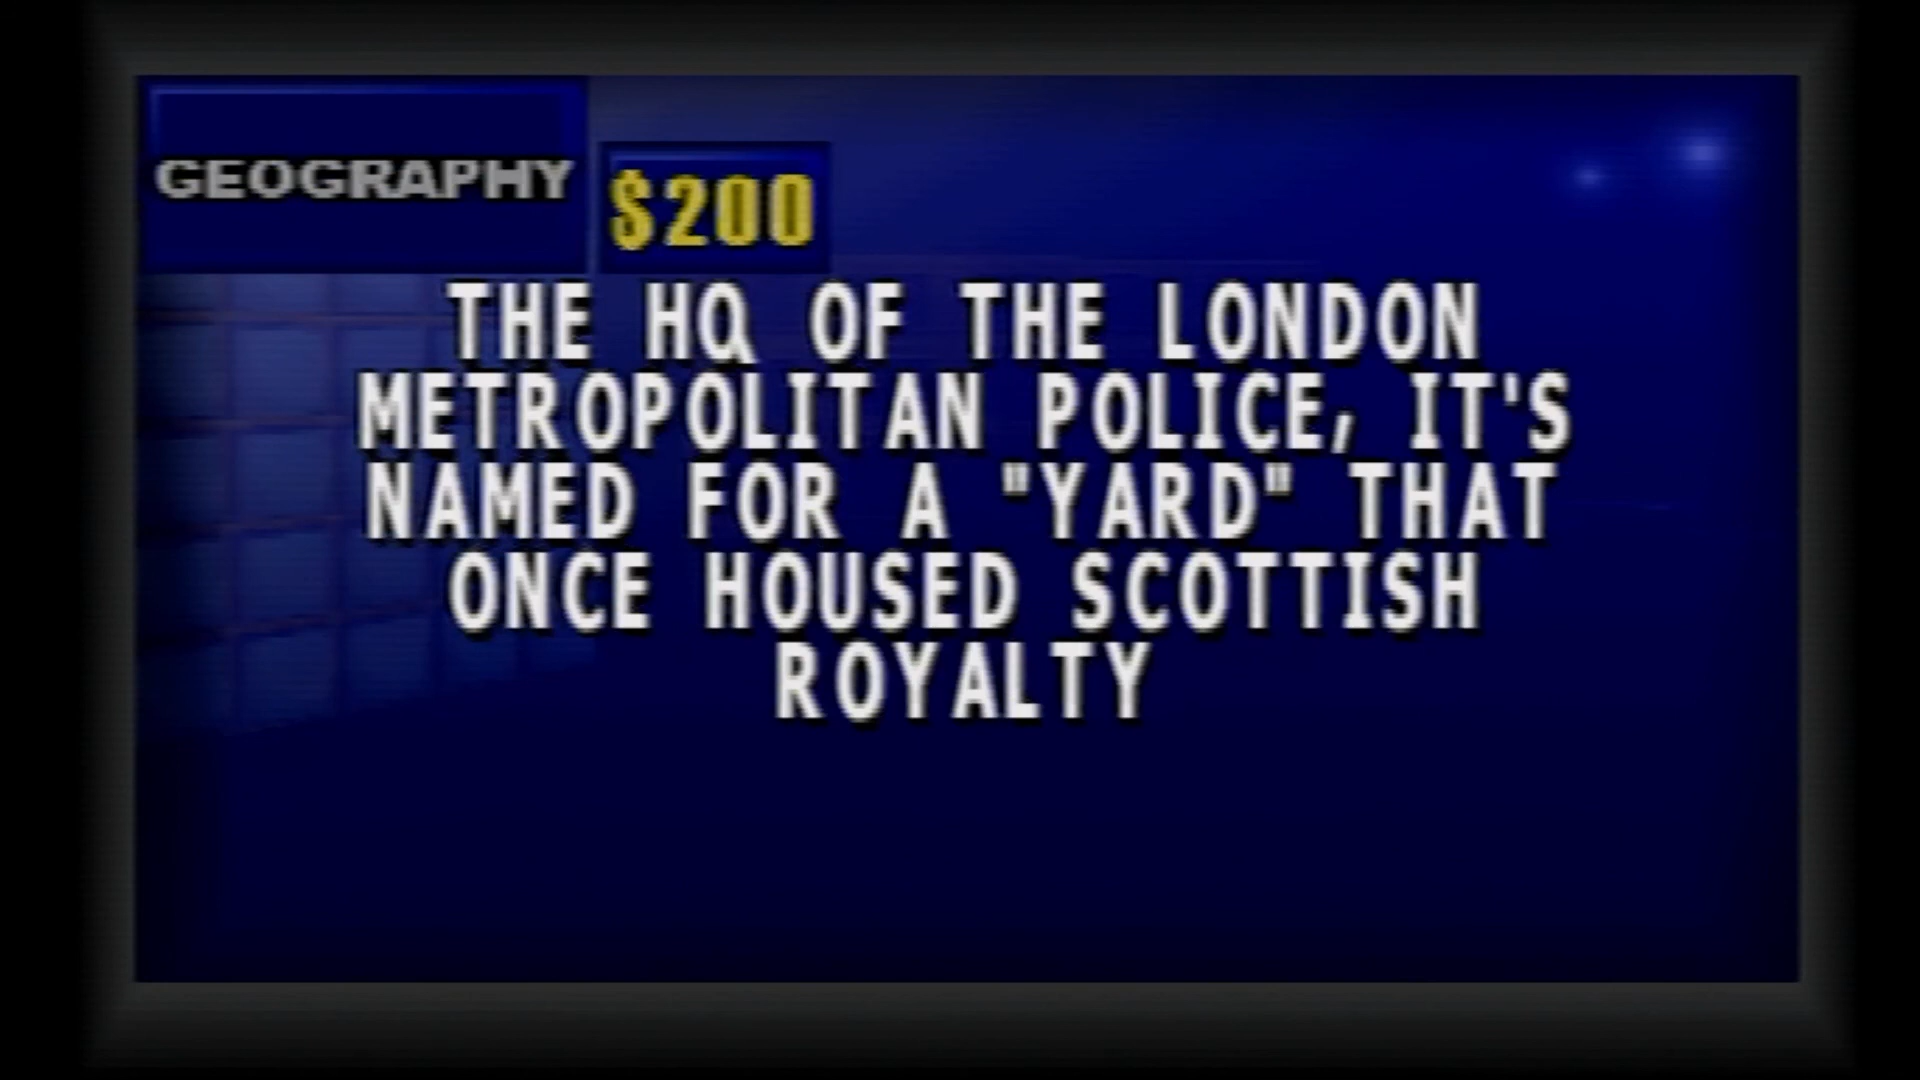 GEOGRAPHY
$200
THE HQ OF THE LONDON
METROPOLITAN POLICE, IT'S
NAMED FOR A "YARD" THAT
ONCE HOUSED SCOTTISH
ROYALTY